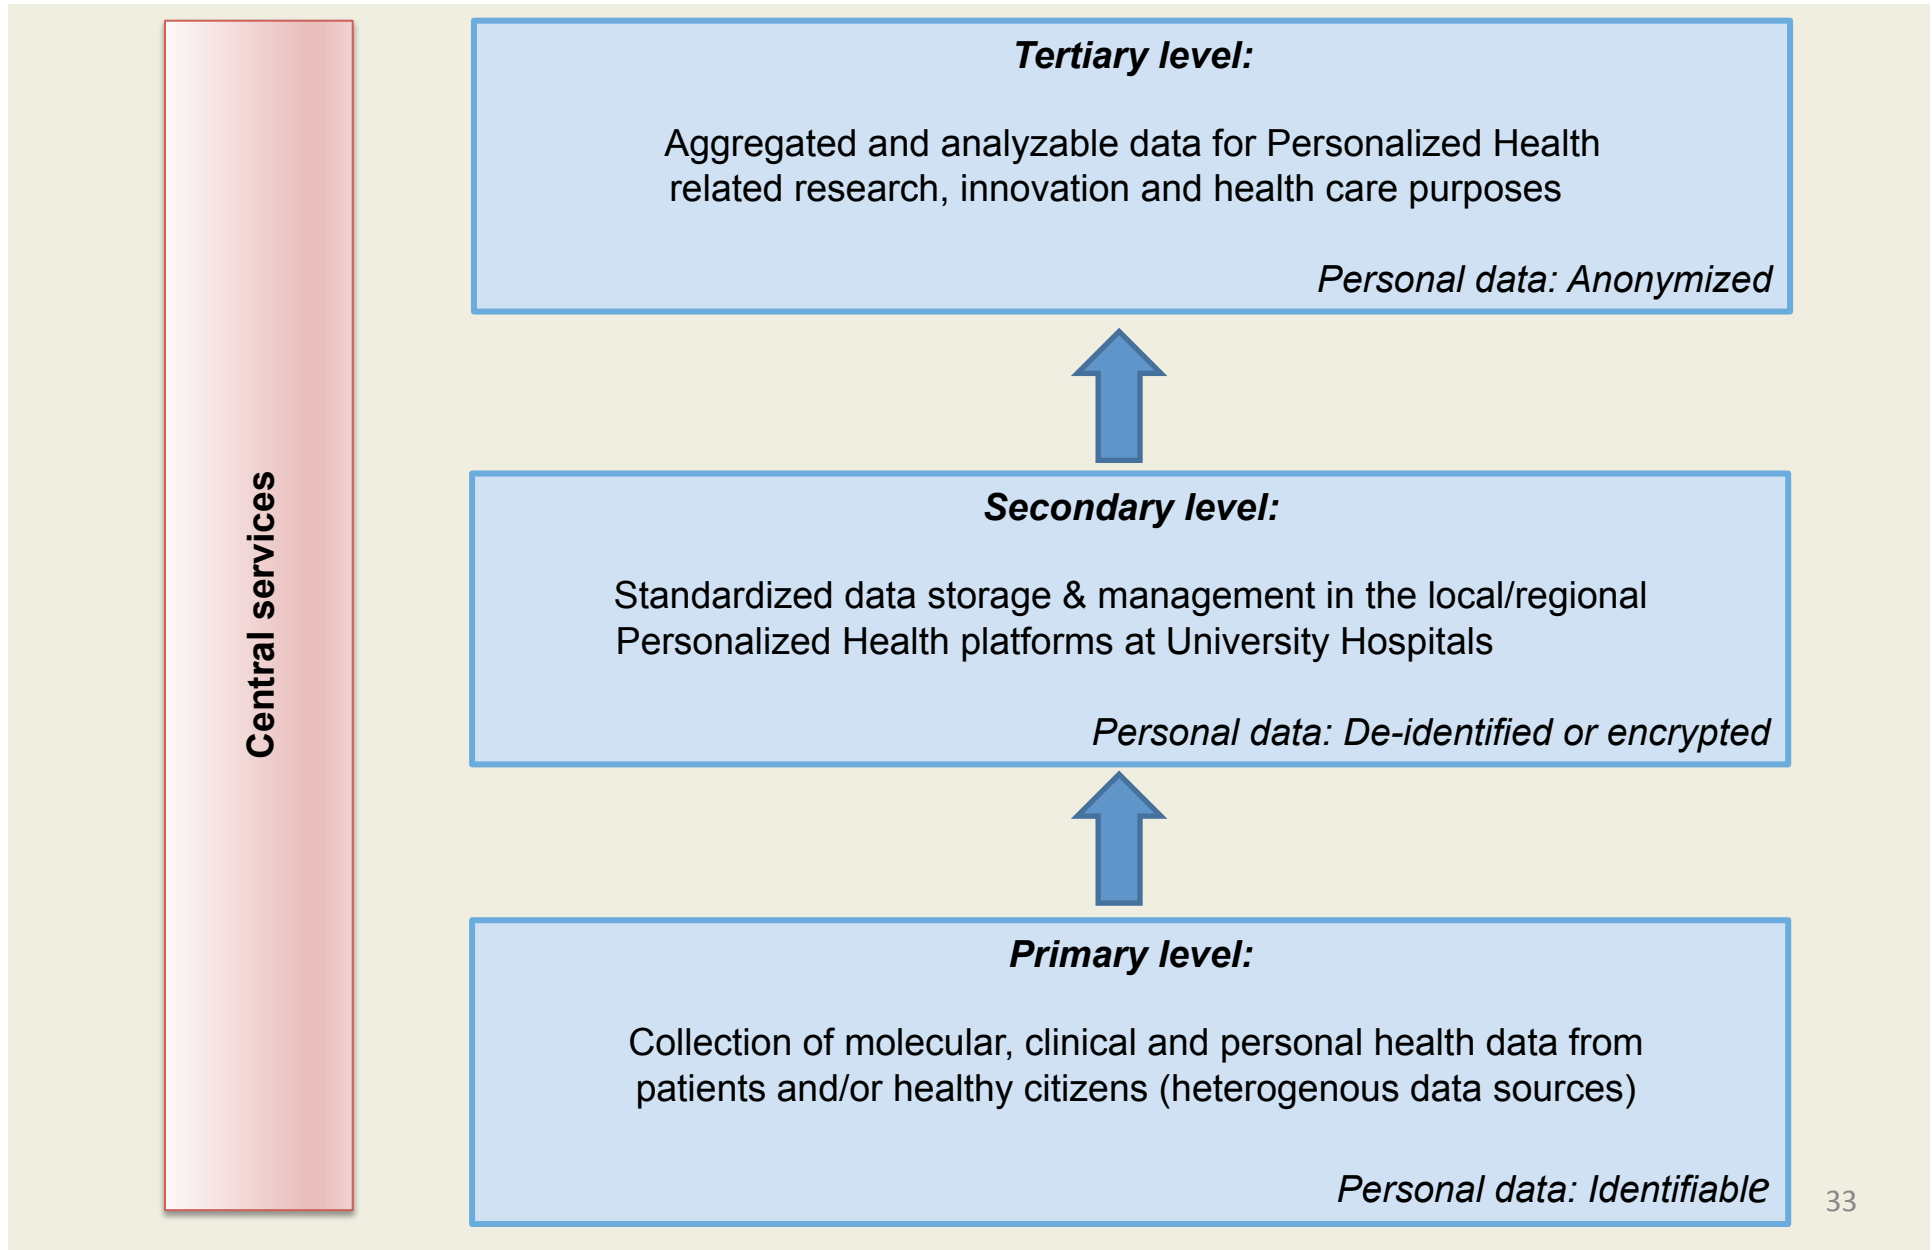 Central services
Tertiary level:
Aggregated and analyzable data for Personalized Health
related research, innovation and health care purposes
Personal data: Anonymized
Secondary level:
Standardized data storage & management in the local/regional
Personalized Health platforms at University Hospitals
Personal data: De-identified or encrypted
Primary level:
Collection of molecular, clinical and personal health data from
patients and/or healthy citizens (heterogenous data sources)
Personal data: Identifiable
33